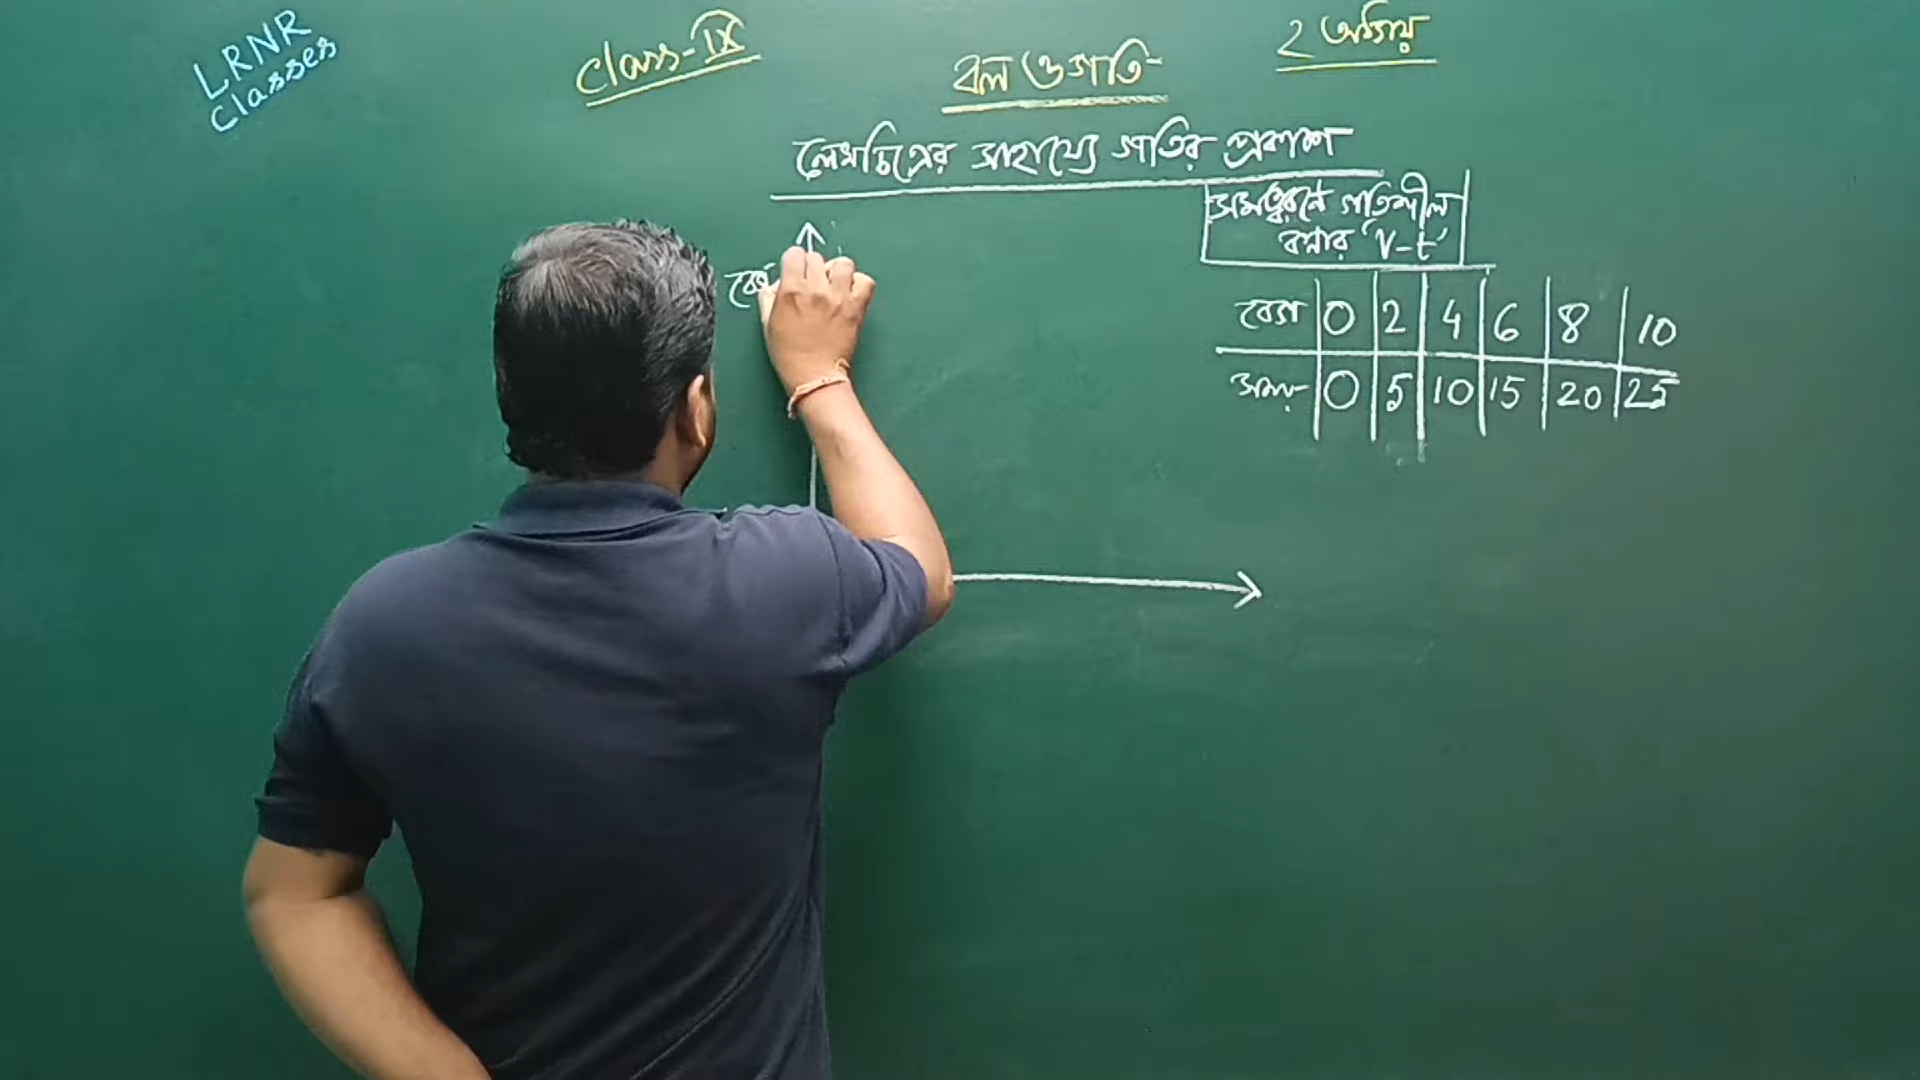 LRNR
Classes
Class-IX
বল ও গতি
2 অধ্যায়
লেখচিত্রের সাহায্যে গতির প্রকাশ
সমত্বরণে গতিশীল
বস্তুর 'V-t'
বেগ 0 2 4 6 8 10
সময় 0 5 10 15 20 25